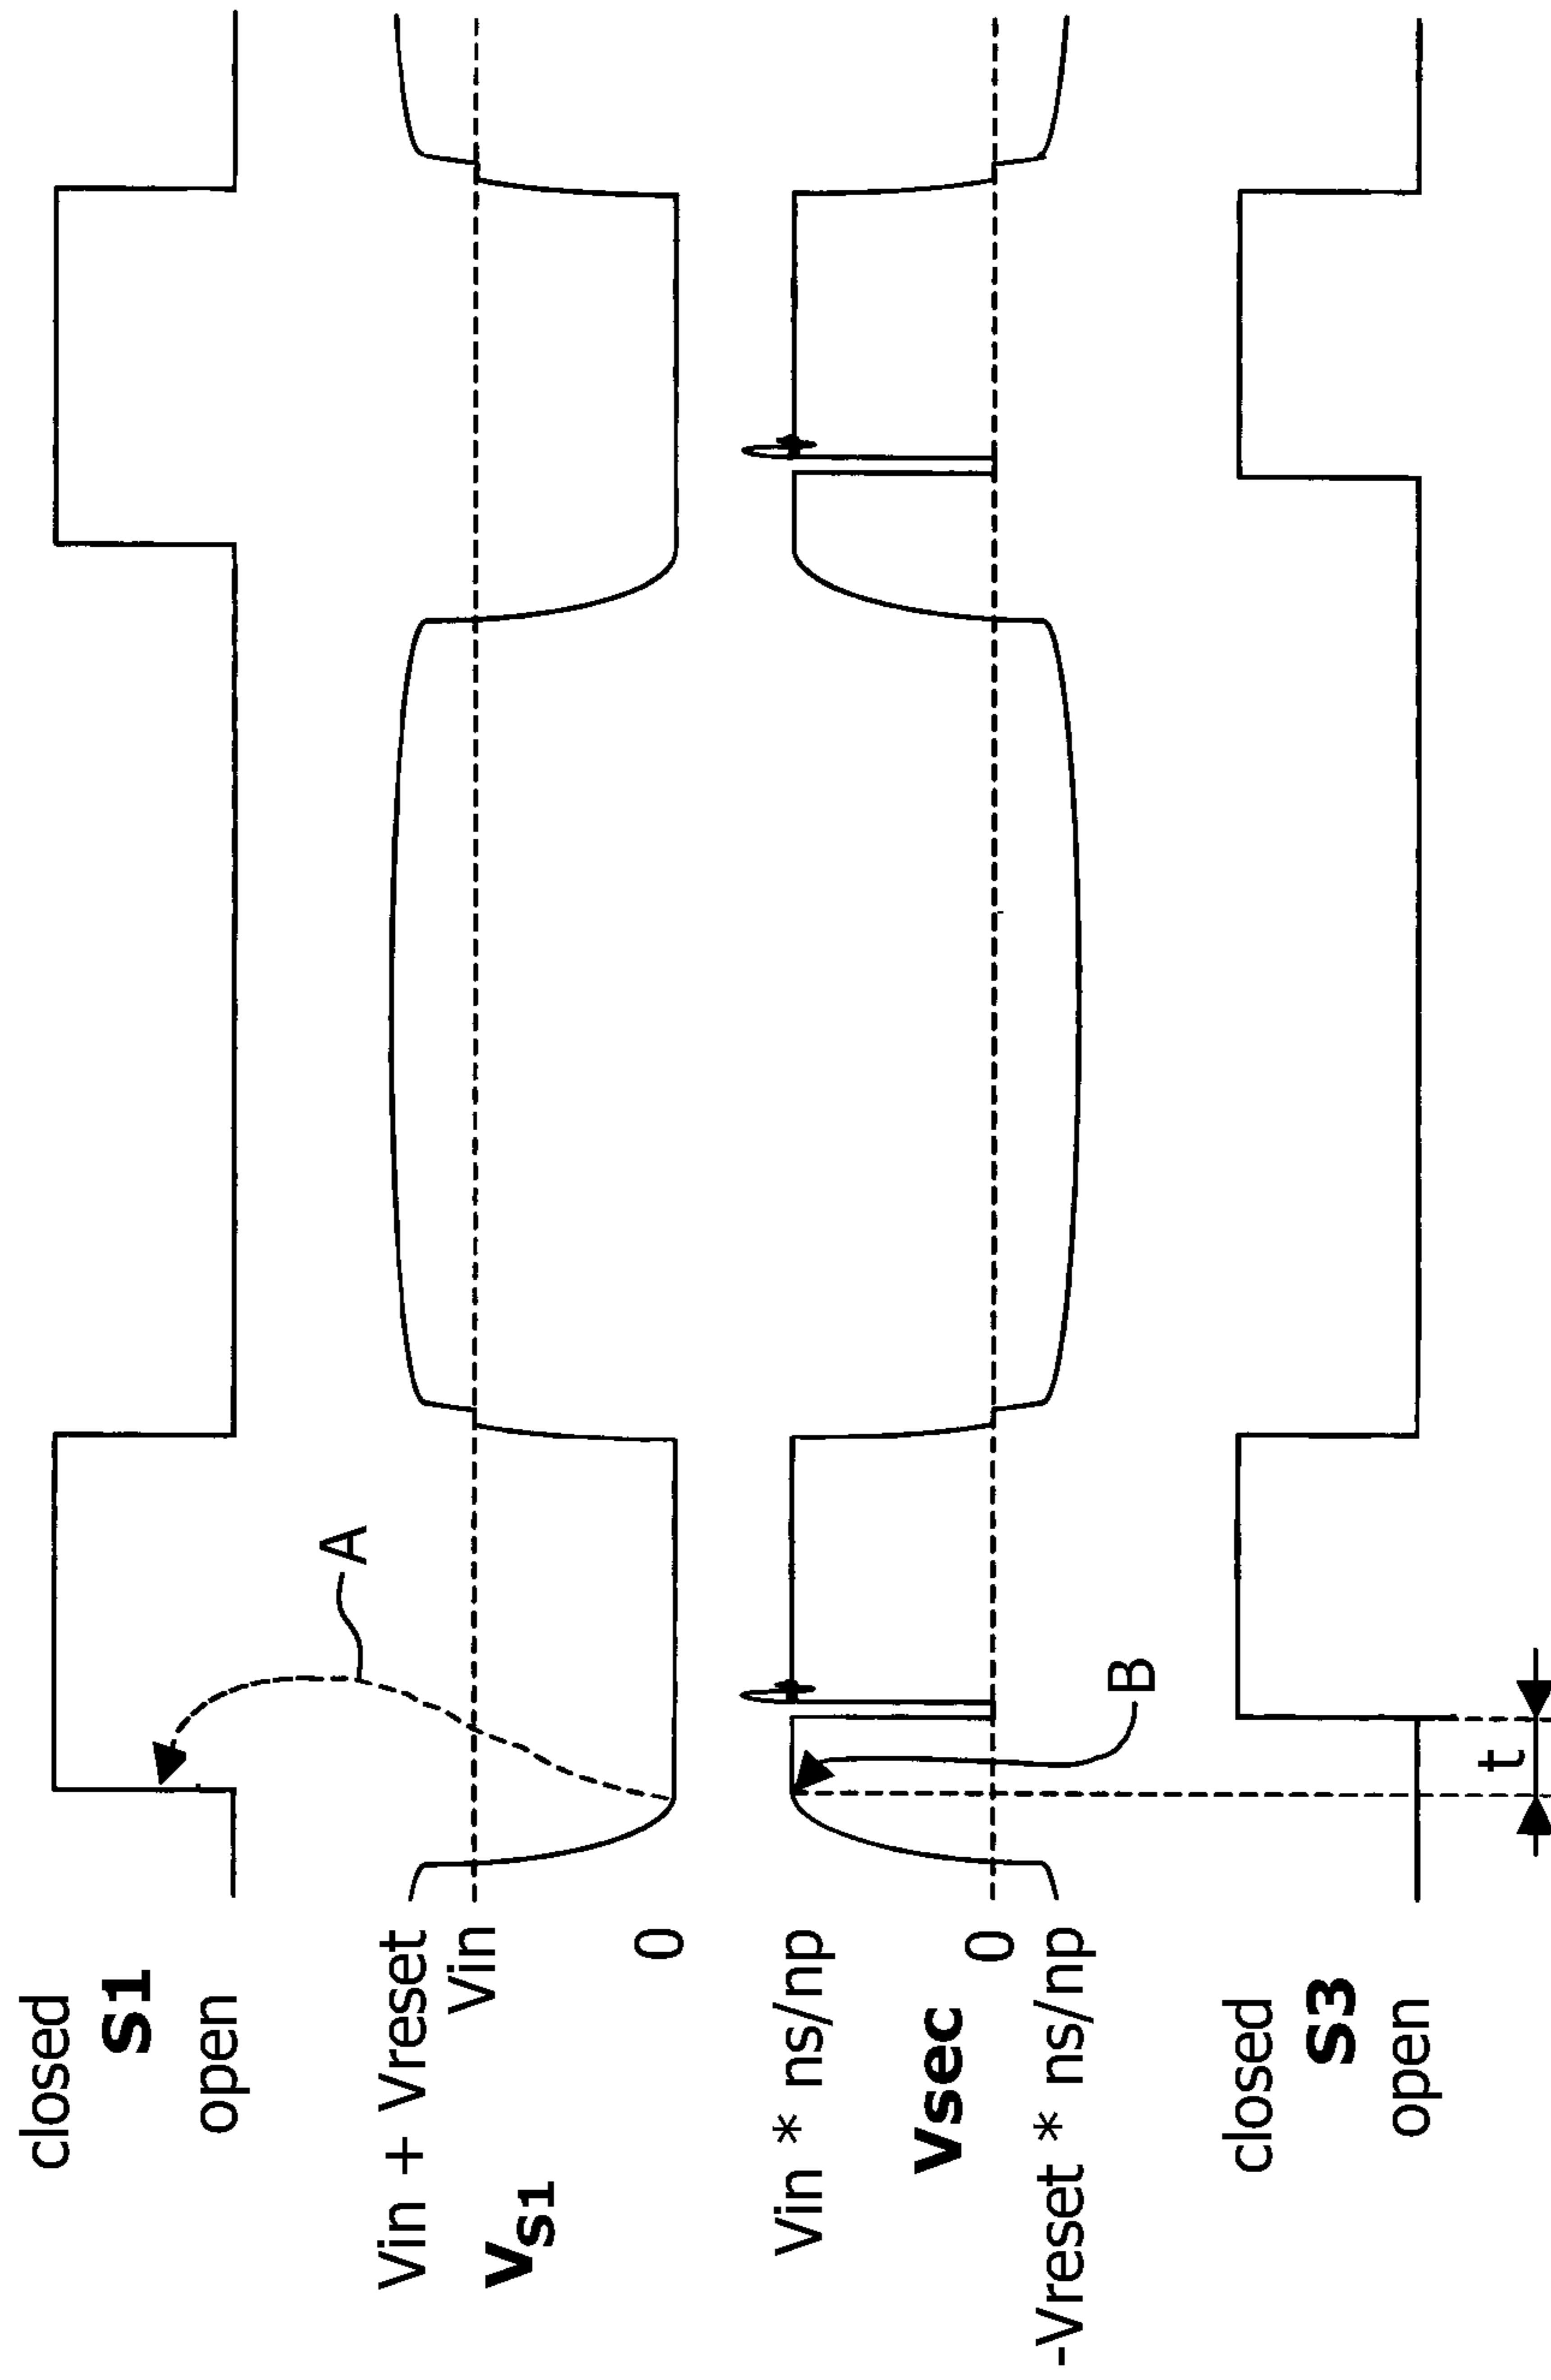 closed
S1
open
Vin + Vreset
Vin
VS1
0
A
Vin * ns/np
Vsec
0
-Vreset * ns/np
B
closed
S3
open
t